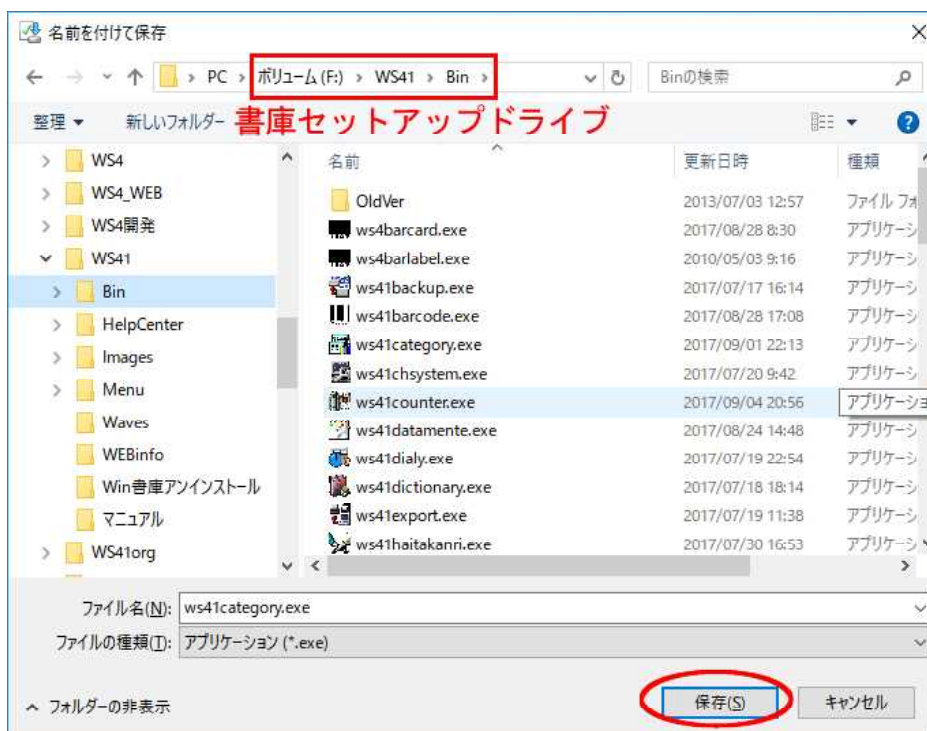 名前を付けて保存
PC > ボリューム (F:) > WS41 > Bin >
Binの検索
整理
新しいフォルダー
書庫セットアップドライブ
WS4
WS4_WEB
WS4開発
WS41
Bin
HelpCenter
Images
Menu
Waves
WEBinfo
Win書庫アンインストール
マニュアル
WS41org
名前 更新日時 種類
OldVer 2013/07/03 12:57 ファイル フォ
ws4barcard.exe 2017/08/28 8:30 アプリケーシ
ws4barlabel.exe 2010/05/03 9:16 アプリケーシ
ws41backup.exe 2017/07/17 16:14 アプリケーシ
ws41barcode.exe 2017/08/28 17:08 アプリケーシ
ws41category.exe 2017/09/01 22:13 アプリケーシ
ws41chsystem.exe 2017/07/20 9:42 アプリケーシ
ws41counter.exe 2017/09/04 20:56 アプリケーショ
ws41datamente.exe 2017/08/24 14:48 アプリケーシ
ws41dialy.exe 2017/07/19 22:54 アプリケーシ
ws41dictionary.exe 2017/07/18 18:14 アプリケーシ
ws41export.exe 2017/07/19 11:38 アプリケーシ
ws41haitakanri.exe 2017/07/30 16:53 アプリケーシ
ファイル名(N): ws41category.exe
ファイルの種類(T): アプリケーション (*.exe)
フォルダーの非表示
保存(S)
キャンセル